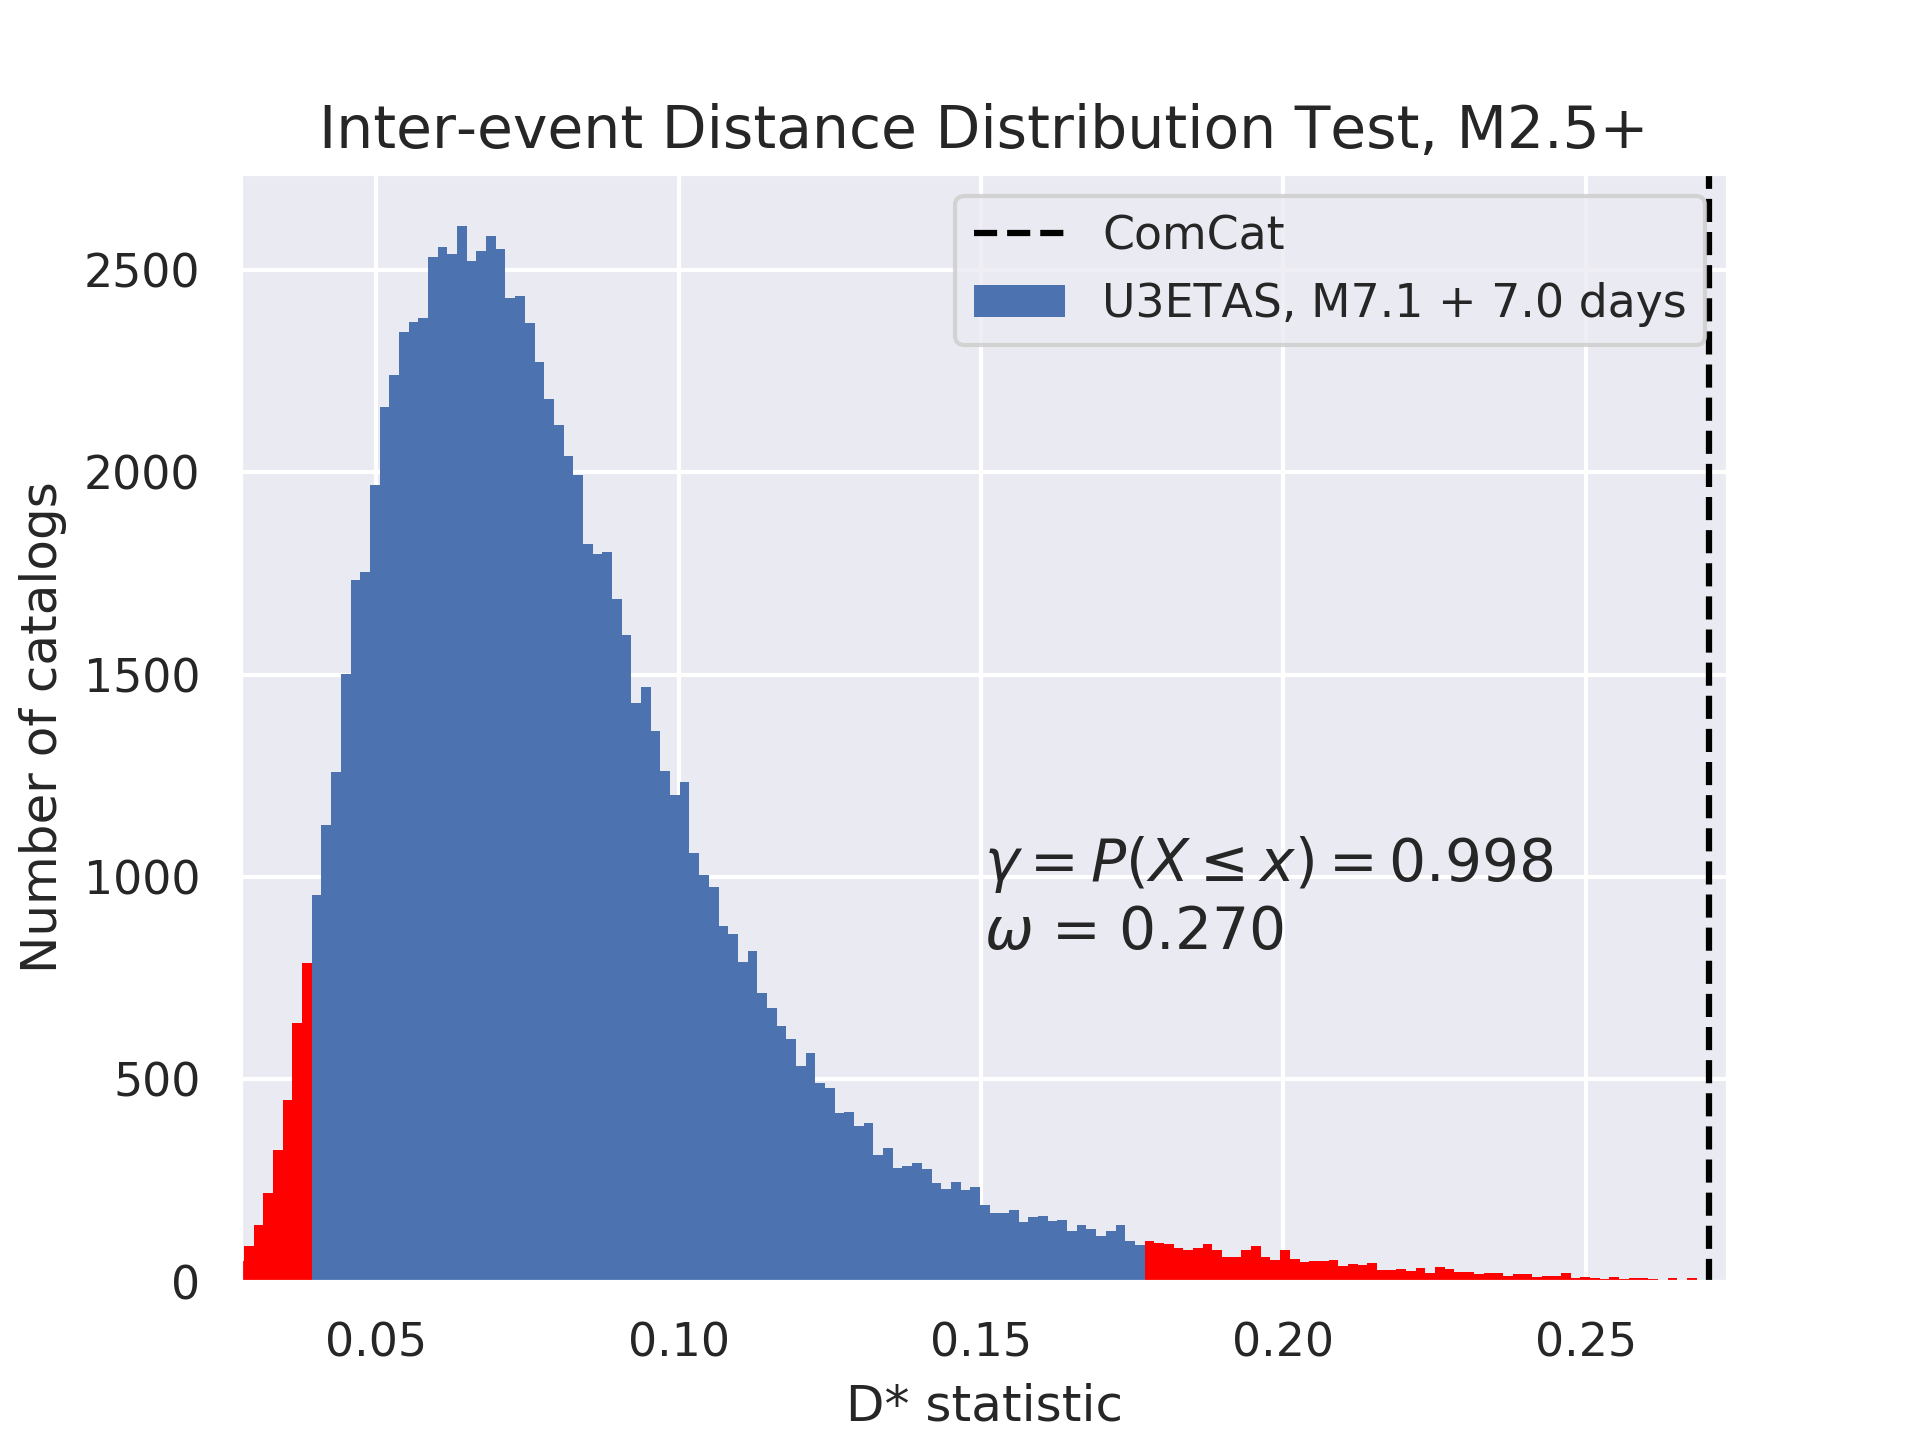 Inter-event Distance Distribution Test, M2.5+
ComCat
U3ETAS, M7.1 + 7.0 days
2500
2000
1500
1000
500
0
Number of catalogs
γ = P(X ≤ x) = 0.998
ω = 0.270
0.05 0.10 0.15 0.20 0.25
D* statistic